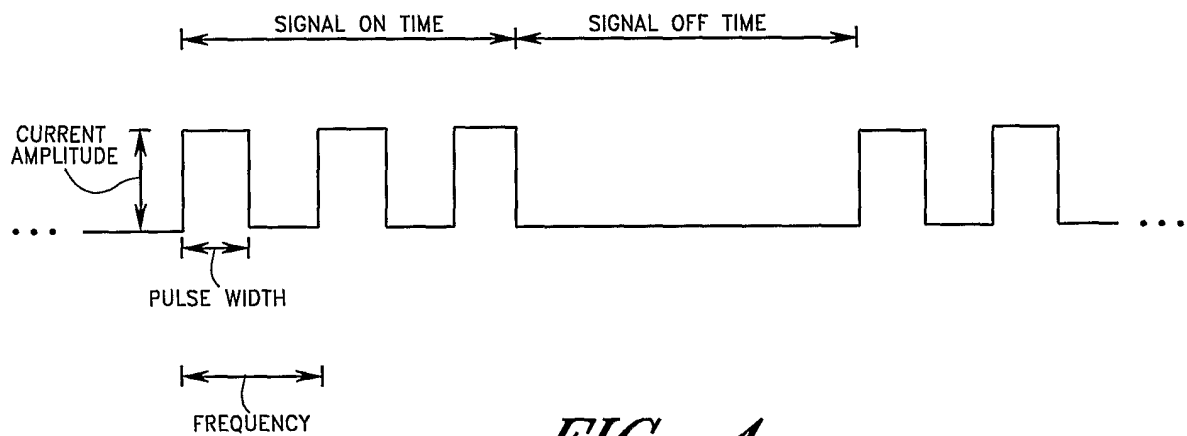 SIGNAL ON TIME
SIGNAL OFF TIME
CURRENT
AMPLITUDE
PULSE WIDTH
FREQUENCY